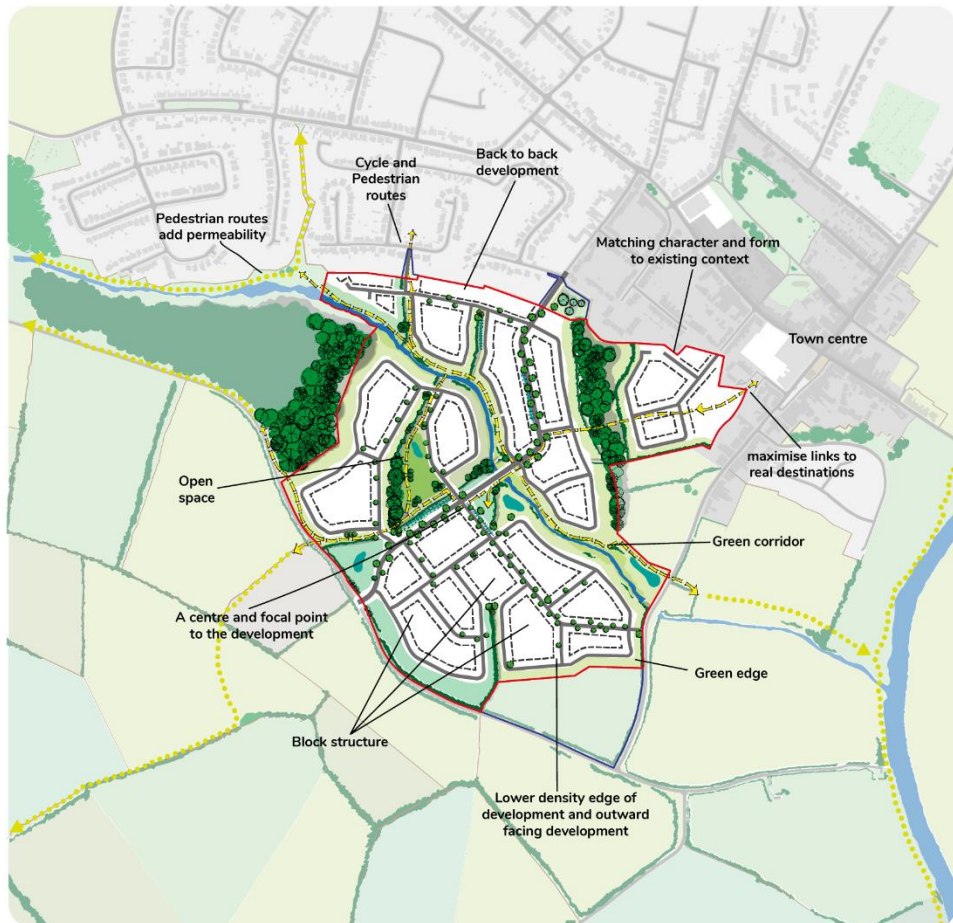 Back to back
development
Cycle and
Pedestrian
routes
Pedestrian routes
add permeability
Matching character and form
to existing context
Town centre
maximise links to
real destinations
Open
space
Green corridor
A centre and focal point
to the development
Green edge
Block structure
Lower density edge of
development and outward
facing development